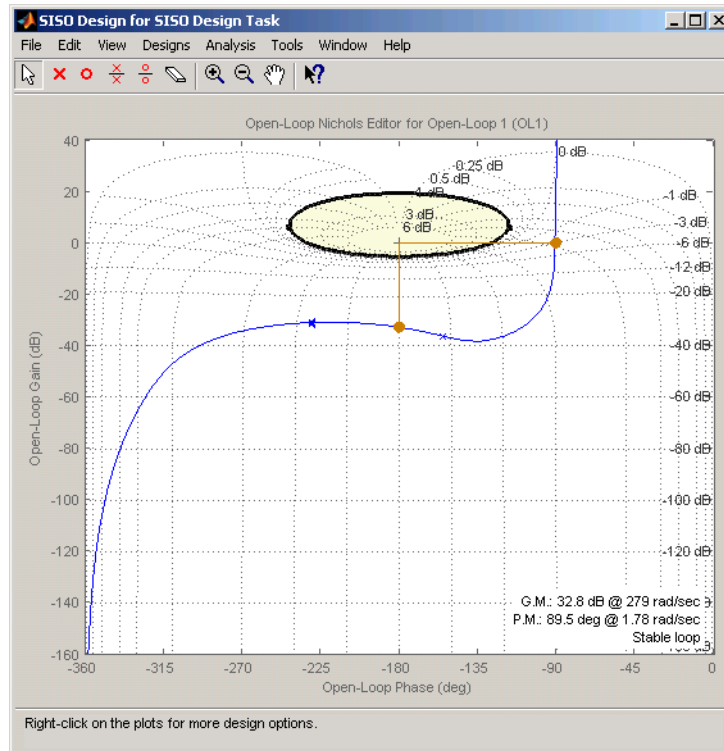 SISO Design for SISO Design Task
File Edit View Designs Analysis Tools Window Help
Open-Loop Nichols Editor for Open-Loop 1 (OL1)
40
20
0
-20
-40
-60
-80
-100
-120
-140
-160
Open-Loop Gain (dB)
0 dB
0.25 dB
0.5 dB
1 dB
3 dB
6 dB
-1 dB
-3 dB
-6 dB
-12 dB
-20 dB
-40 dB
-60 dB
-80 dB
-100 dB
-120 dB
G.M.: 32.8 dB @ 279 rad/sec
P.M.: 89.5 deg @ 1.78 rad/sec
Stable loop
-360 -315 -270 -225 -180 -135 -90 -45 0
Open-Loop Phase (deg)
Right-click on the plots for more design options.